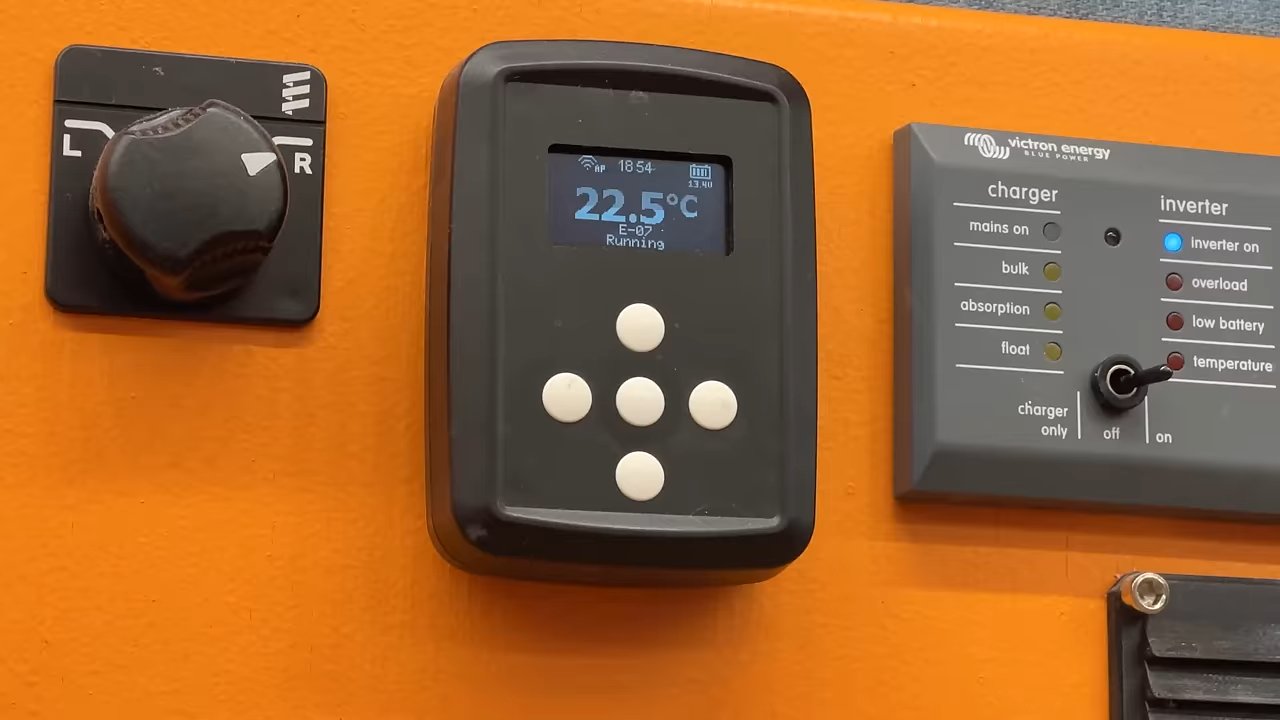 L
R
18:54
AP
13.4V
22.5°C
E-07
Running
victron energy
BLUE POWER
charger
mains on
bulk
absorption
float
inverter
inverter on
overload
low battery
temperature
charger
only
off
on